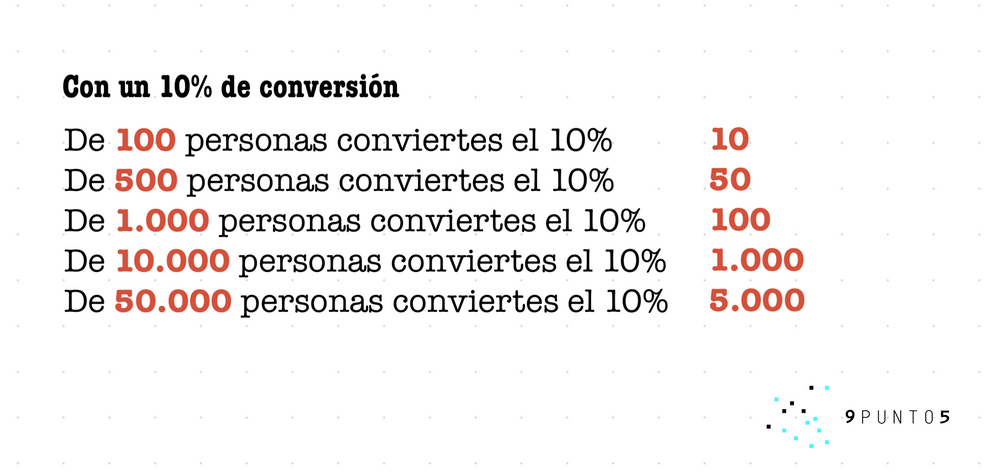 Con un 10% de conversión
De 100 personas conviertes el 10% 10
De 500 personas conviertes el 10% 50
De 1.000 personas conviertes el 10% 100
De 10.000 personas conviertes el 10% 1.000
De 50.000 personas conviertes el 10% 5.000
9PUNTO5